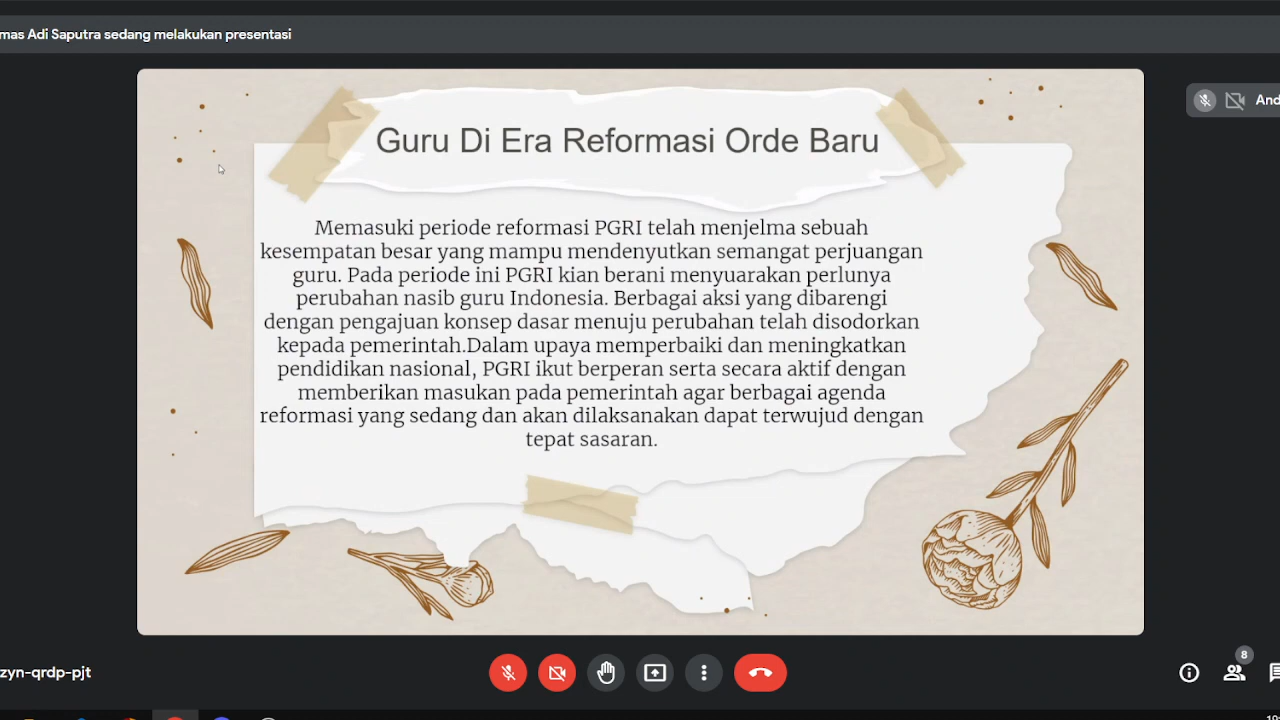 mas Adi Saputra sedang melakukan presentasi
And
Guru Di Era Reformasi Orde Baru
Memasuki periode reformasi PGRI telah menjelma sebuah
kesempatan besar yang mampu mendenyutkan semangat perjuangan
guru. Pada periode ini PGRI kian berani menyuarakan perlunya
perubahan nasib guru Indonesia. Berbagai aksi yang dibarengi
dengan pengajuan konsep dasar menuju perubahan telah disodorkan
kepada pemerintah.Dalam upaya memperbaiki dan meningkatkan
pendidikan nasional, PGRI ikut berperan serta secara aktif dengan
memberikan masukan pada pemerintah agar berbagai agenda
reformasi yang sedang dan akan dilaksanakan dapat terwujud dengan
tepat sasaran.
zyn-qrdp-pjt
8